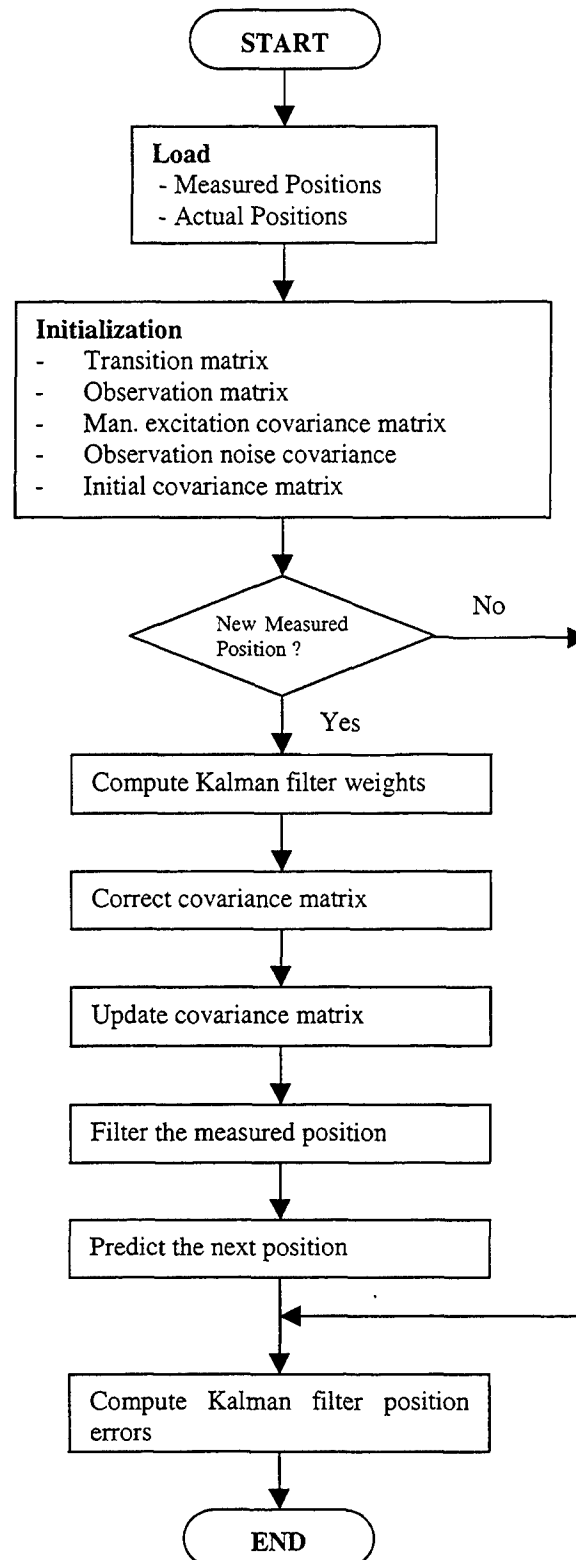 START
Load
- Measured Positions
- Actual Positions
Initialization
- Transition matrix
- Observation matrix
- Man. excitation covariance matrix
- Observation noise covariance
- Initial covariance matrix
New Measured
Position ?
No
Yes
Compute Kalman filter weights
Correct covariance matrix
Update covariance matrix
Filter the measured position
Predict the next position
Compute Kalman filter position
errors
END